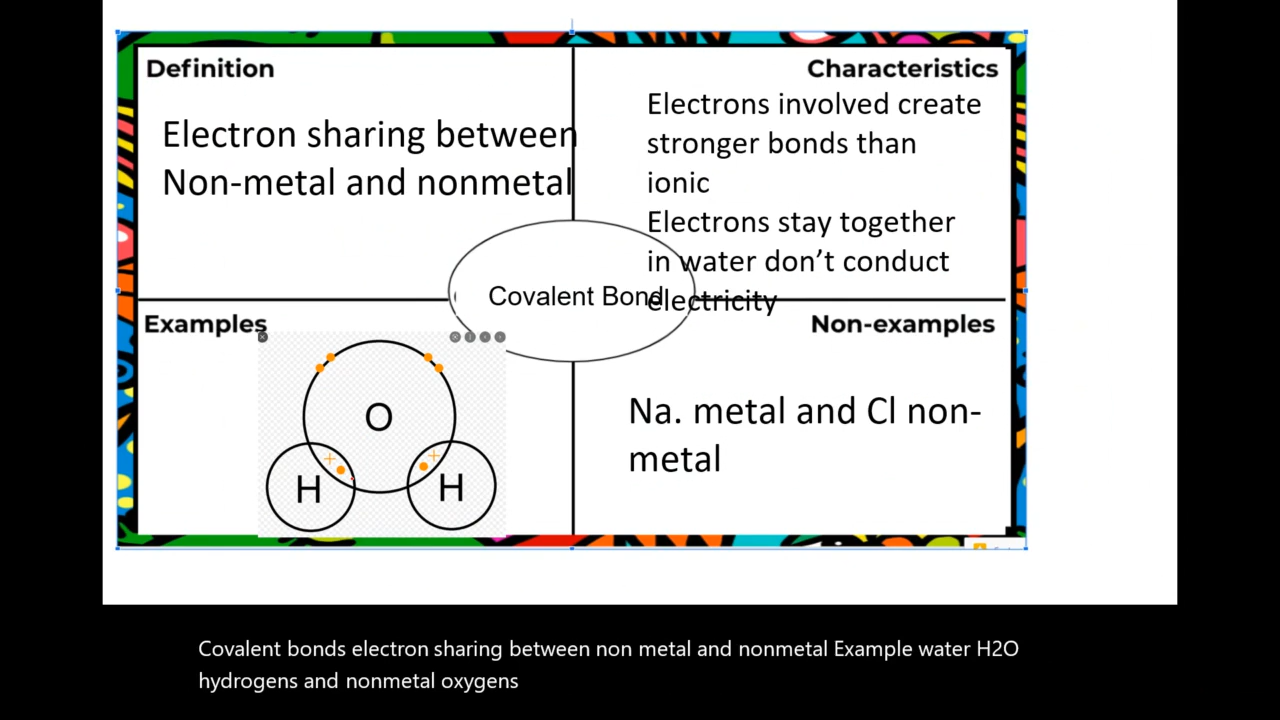 Definition
Electron sharing between
Non-metal and nonmetal
Characteristics
Electrons involved create
stronger bonds than
ionic
Electrons stay together
in water don’t conduct
electricity
Covalent Bond
Examples
O
H
H
Non-examples
Na. metal and Cl non-
metal
Covalent bonds electron sharing between non metal and nonmetal Example water H2O
hydrogens and nonmetal oxygens